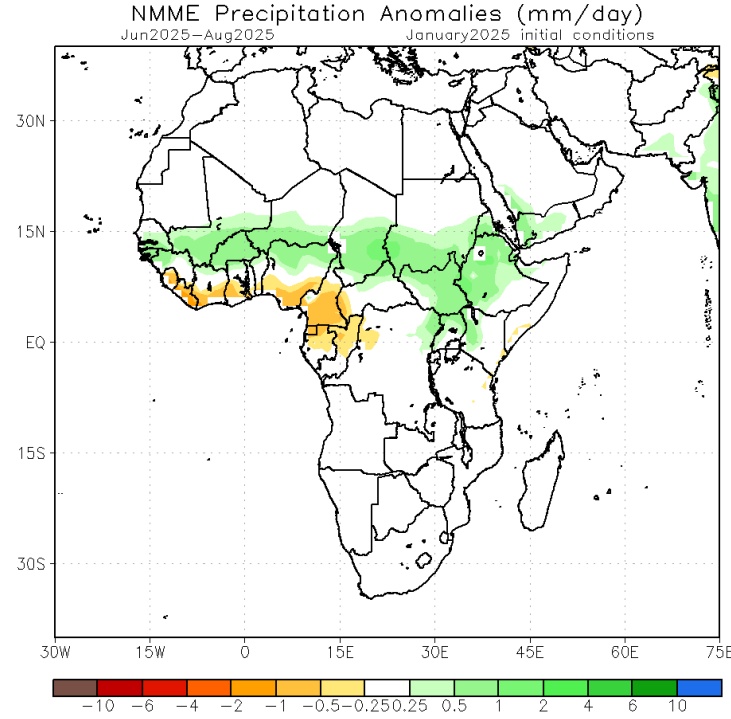 NMME Precipitation Anomalies (mm/day)
Jun2025-Aug2025 January2025 initial conditions
30N
15N
EQ
15S
30S
30W 15W 0 15E 30E 45E 60E 75E
-10 -6 -4 -2 -1 -0.5 -0.25 0.25 0.5 1 2 4 6 10